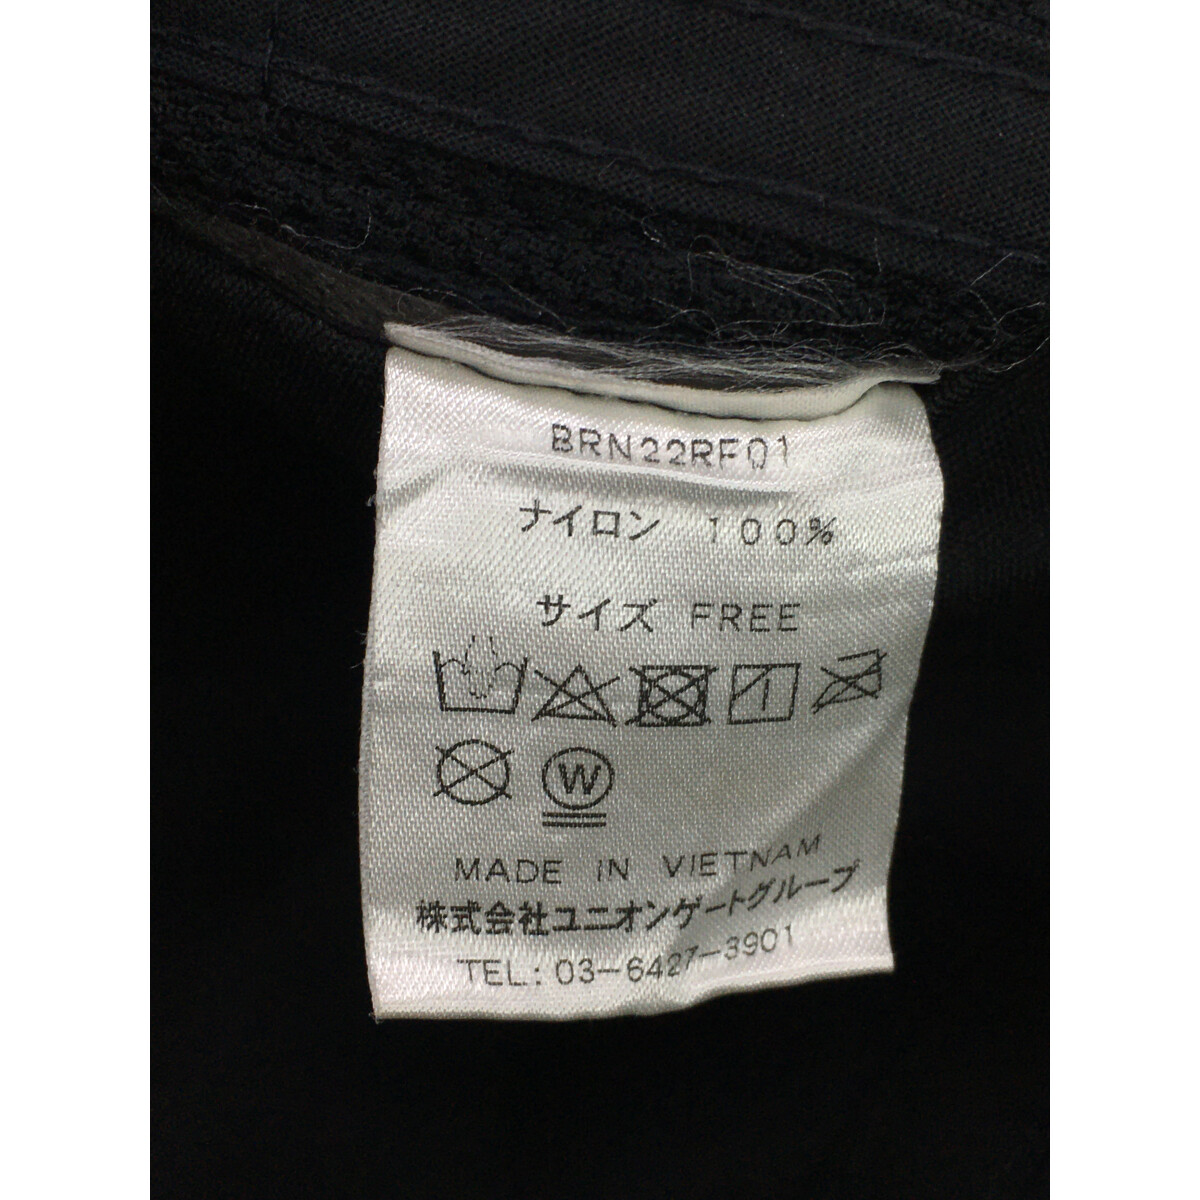 BRN22RF01
ナイロン 100%
サイズ FREE
W
MADE IN VIETNAM
株式会社ユニオンゲートグループ
TEL: 03-6427-3901